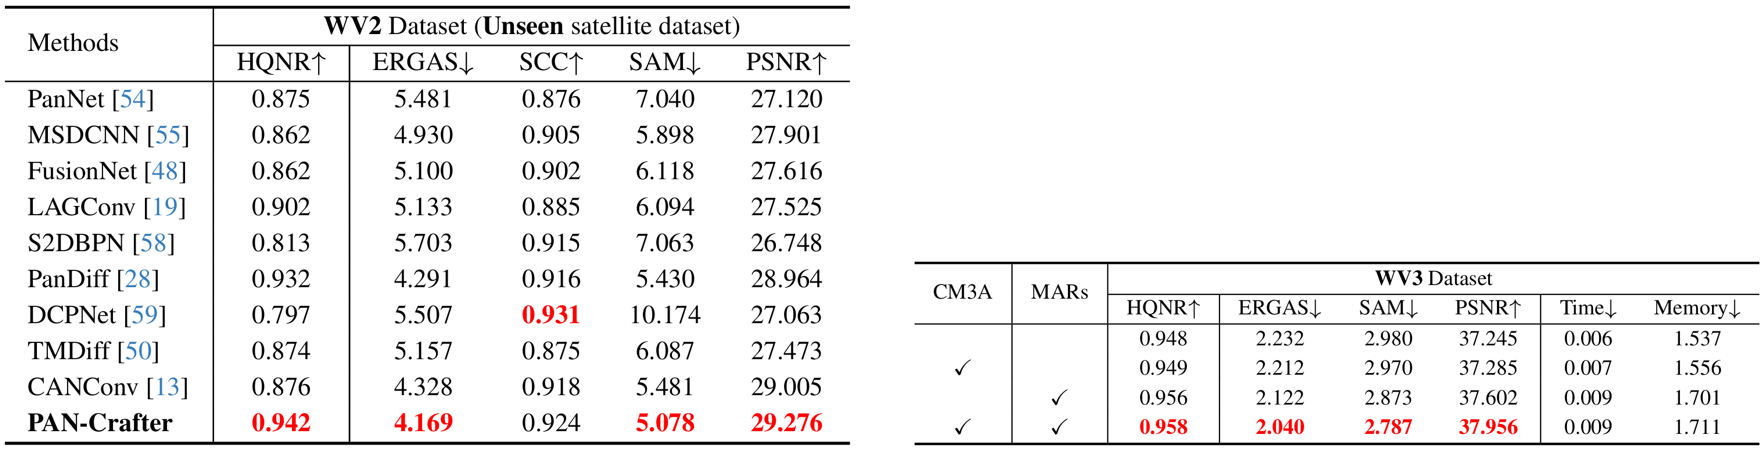 Methods WV2 Dataset (Unseen satellite dataset)
HQNR↑ ERGAS↓ SCC↑ SAM↓ PSNR↑
PanNet [54] 0.875 5.481 0.876 7.040 27.120
MSDCNN [55] 0.862 4.930 0.905 5.898 27.901
FusionNet [48] 0.862 5.100 0.902 6.118 27.616
LAGConv [19] 0.902 5.133 0.885 6.094 27.525
S2DBPN [58] 0.813 5.703 0.915 7.063 26.748
PanDiff [28] 0.932 4.291 0.916 5.430 28.964
DCPNet [59] 0.797 5.507 0.931 10.174 27.063
TMDiff [50] 0.874 5.157 0.875 6.087 27.473
CANConv [13] 0.876 4.328 0.918 5.481 29.005
PAN-Crafter 0.942 4.169 0.924 5.078 29.276
CM3A MARs WV3 Dataset
HQNR↑ ERGAS↓ SAM↓ PSNR↑ Time↓ Memory↓
0.948 2.232 2.980 37.245 0.006 1.537
✓ 0.949 2.212 2.970 37.285 0.007 1.556
✓ 0.956 2.122 2.873 37.602 0.009 1.701
✓ ✓ 0.958 2.040 2.787 37.956 0.009 1.711